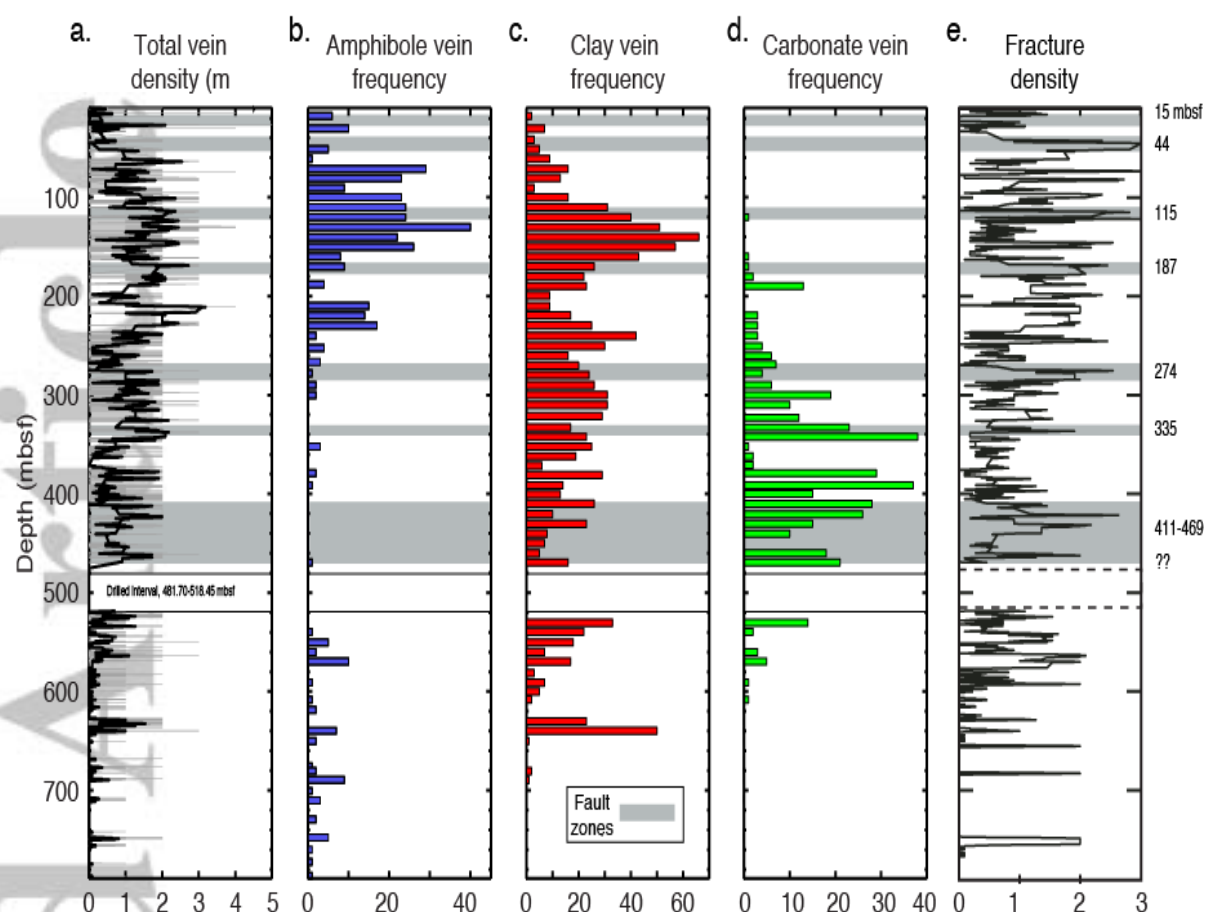 a.
Total vein
density (m
b.
Amphibole vein
frequency
c.
Clay vein
frequency
d.
Carbonate vein
frequency
e.
Fracture
density
15 mbsf
44
100
115
187
200
274
300
335
Depth (mbsf)
400
411-469
??
500
Drilled interval, 481.70-518.45 mbsf
600
700
Fault
zones
0 1 2 3 4 5
0 20 40
0 20 40 60
0 10 20 30 40
0 1 2 3